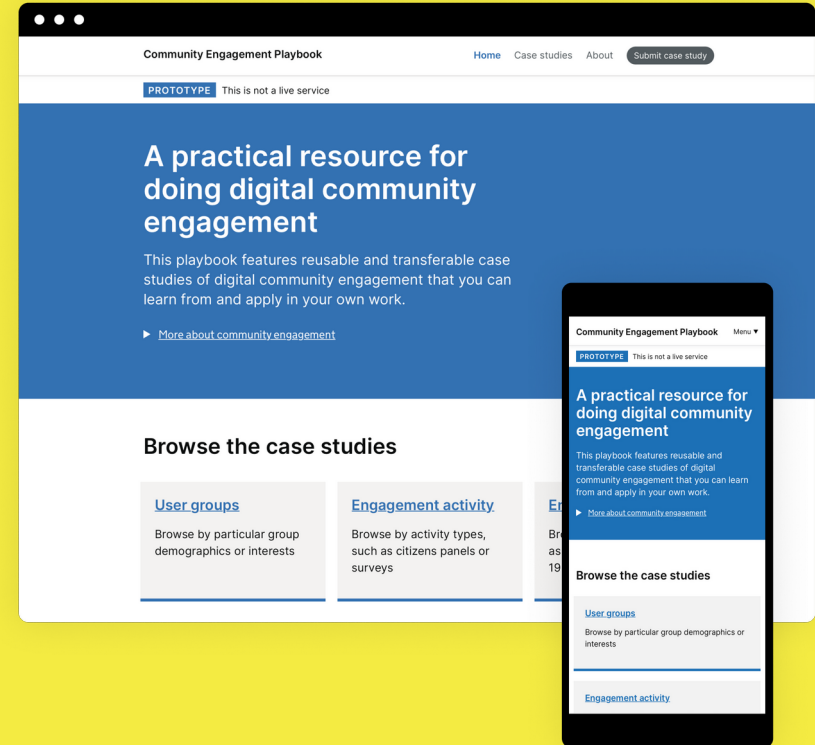 Community Engagement Playbook
Home Case studies About Submit case study
PROTOTYPE This is not a live service
A practical resource for
doing digital community
engagement
This playbook features reusable and transferable case
studies of digital community engagement that you can
learn from and apply in your own work.
More about community engagement
Browse the case studies
User groups
Browse by particular group
demographics or interests
Engagement activity
Browse by activity types,
such as citizens panels or
surveys
as
19
Community Engagement Playbook Menu
PROTOTYPE This is not a live service
A practical resource for
doing digital community
engagement
This playbook features reusable and
transferable case studies of digital
community engagement that you can learn
from and apply in your own work.
More about community engagement
Browse the case studies
User groups
Browse by particular group demographics or
interests
Engagement activity